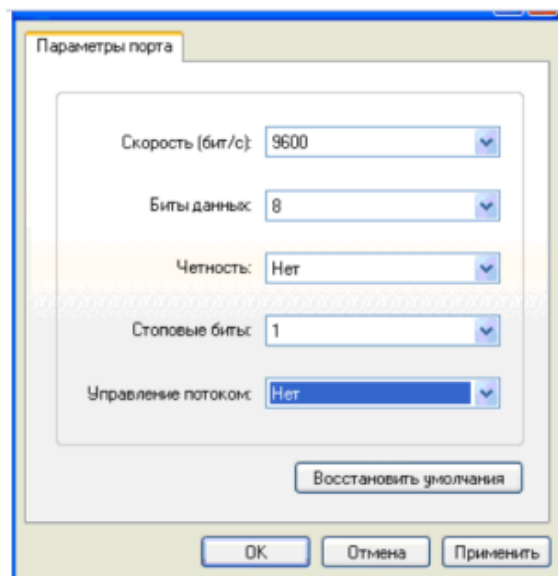 Параметры порта
Скорость (бит/с): 9600
Биты данных: 8
Четность: Нет
Стоповые биты: 1
Управление потоком: Нет
Восстановить умолчания
OK Отмена Применить